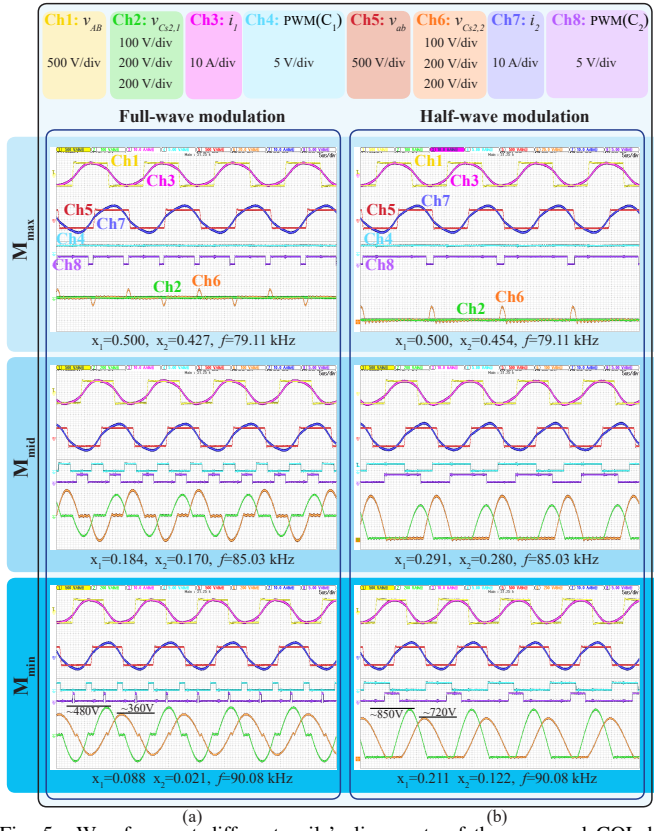 Ch1: vAB Ch2: vCs2,1 Ch3: i1 Ch4: PWM(C1) Ch5: vab Ch6: vCs2,2 Ch7: i2 Ch8: PWM(C2)
500 V/div 100 V/div 10 A/div 5 V/div 500 V/div 100 V/div 10 A/div 5 V/div
200 V/div 200 V/div
200 V/div 200 V/div
Full-wave modulation Half-wave modulation
Mmax
Ch1
Ch3
Ch5
Ch7
Ch4
Ch8
Ch2
Ch6
x1=0.500, x2=0.427, f=79.11 kHz
Ch1
Ch3
Ch5
Ch7
Ch4
Ch8
Ch2
Ch6
x1=0.500, x2=0.454, f=79.11 kHz
Mmid
x1=0.184, x2=0.170, f=85.03 kHz
x1=0.291, x2=0.280, f=85.03 kHz
Mmin
~480V
~360V
x1=0.088 x2=0.021, f=90.08 kHz
~850V
~720V
x1=0.211 x2=0.122, f=90.08 kHz
(a) (b)